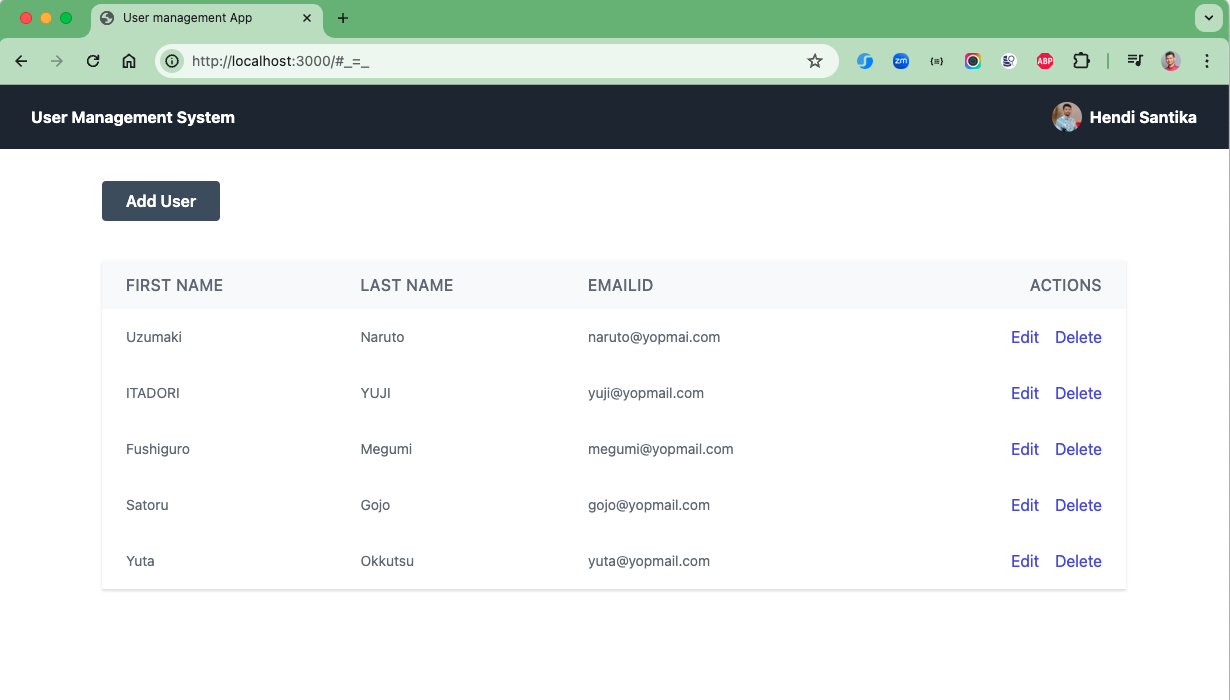 User management App
http://localhost:3000/#_=_
zm
{≡}
ABP
User Management System
Hendi Santika
Add User
FIRST NAME LAST NAME EMAILID ACTIONS
Uzumaki Naruto naruto@yopmai.com Edit Delete
ITADORI YUJI yuji@yopmail.com Edit Delete
Fushiguro Megumi megumi@yopmail.com Edit Delete
Satoru Gojo gojo@yopmail.com Edit Delete
Yuta Okkutsu yuta@yopmail.com Edit Delete